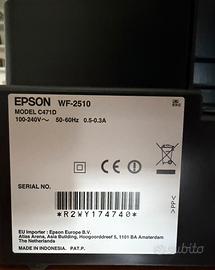 EPSON WF-2510
MODEL C471D
100-240V~ 50-60Hz 0.5-0.3A
SERIAL NO.
*R2WY174740*
EU Importer : Epson Europe B.V.
Atlas Arena, Asia Building, Hoogoorddreef 5, 1101 BA Amsterdam
The Netherlands
MADE IN INDONESIA. PAT.P.
subito